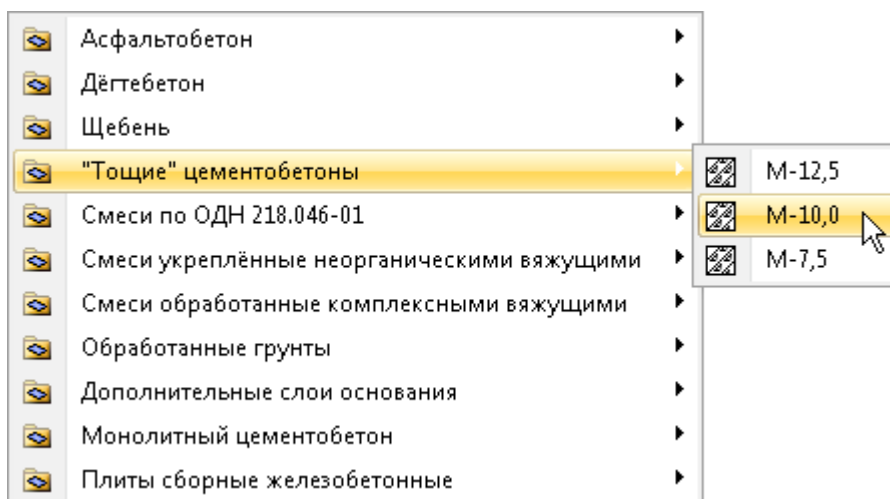 Асфальтобетон
Дёгтебетон
Щебень
"Тощие" цементобетоны
М-12,5
Смеси по ОДН 218.046-01
М-10,0
Смеси укреплённые неорганическими вяжущими
М-7,5
Смеси обработанные комплексными вяжущими
Обработанные грунты
Дополнительные слои основания
Монолитный цементобетон
Плиты сборные железобетонные